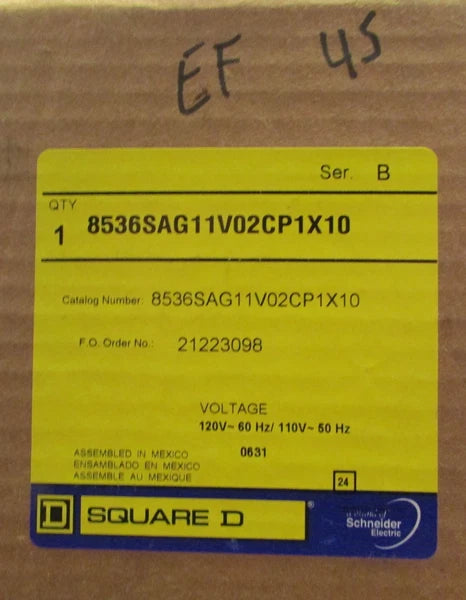 EF 45
Ser. B
QTY
1 8536SAG11V02CP1X10
Catalog Number: 8536SAG11V02CP1X10
F.O. Order No.: 21223098
VOLTAGE
120V~ 60 Hz/ 110V~ 50 Hz
ASSEMBLED IN MEXICO 0631
ENSAMBLADO EN MEXICO
ASSEMBLE AU MEXIQUE
24
D SQUARE D ®
Schneider
Electric